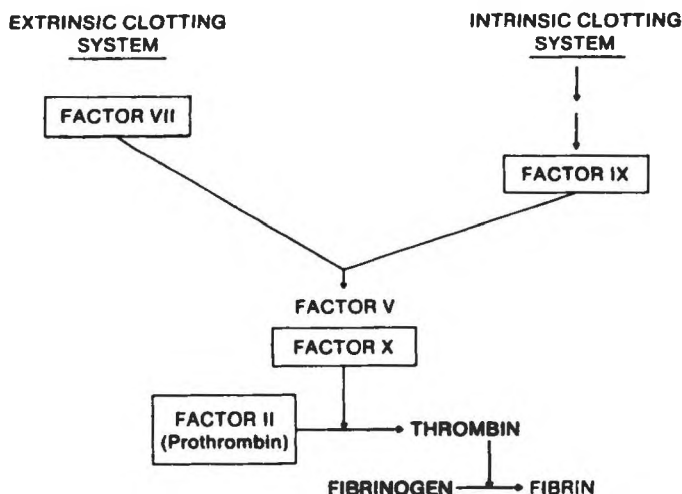 EXTRINSIC CLOTTING
SYSTEM
INTRINSIC CLOTTING
SYSTEM
FACTOR VII
FACTOR IX
FACTOR V
FACTOR X
FACTOR II
(Prothrombin)
THROMBIN
FIBRINOGEN
FIBRIN